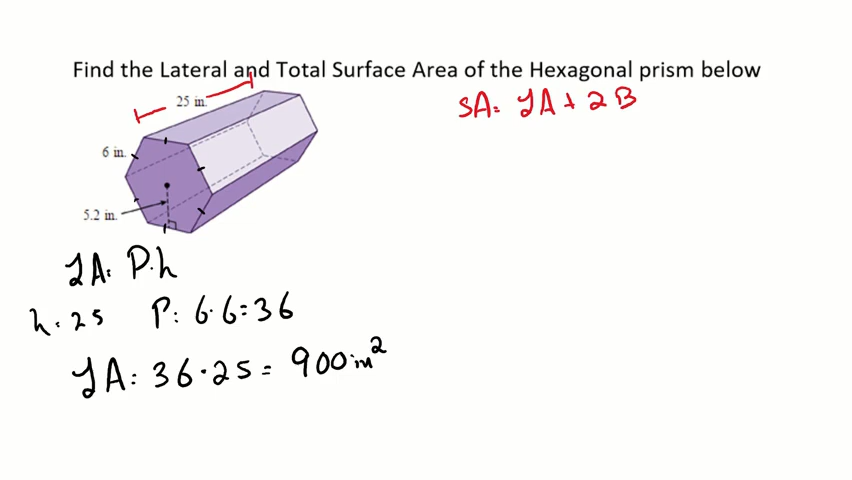 Find the Lateral and Total Surface Area of the Hexagonal prism below
25 in.
SA: LA + 2B
6 in.
5.2 in.
LA: P·h
h: 25 P: 6·6=36
LA: 36·25= 900 in²